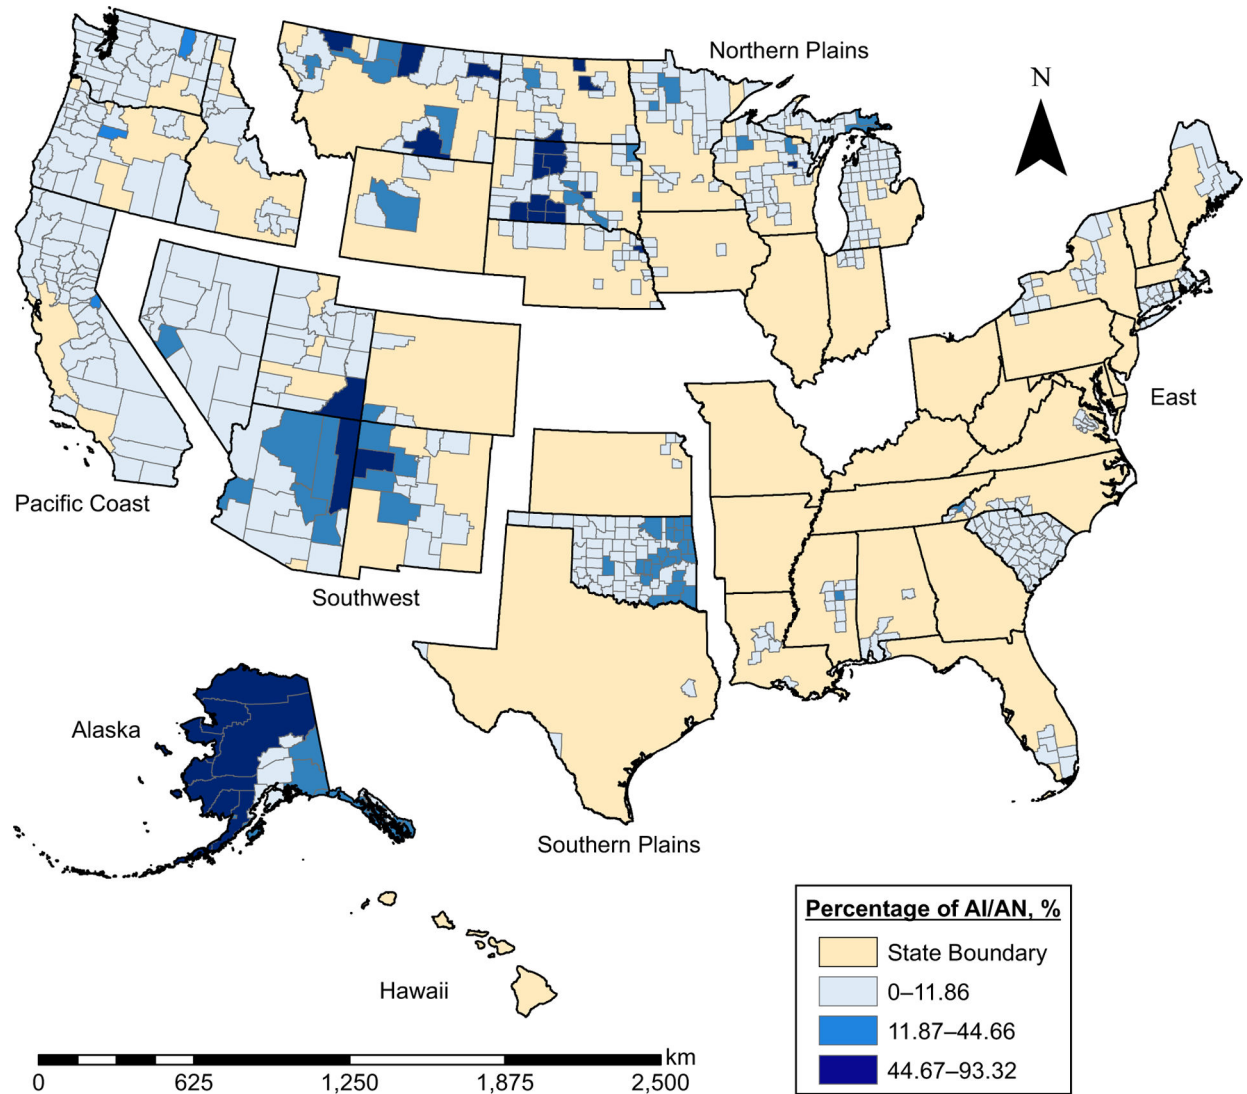 Northern Plains
N
East
Pacific Coast
Southwest
Alaska
Southern Plains
Hawaii
Percentage of AI/AN, %
State Boundary
0–11.86
11.87–44.66
44.67–93.32
km
0 625 1,250 1,875 2,500